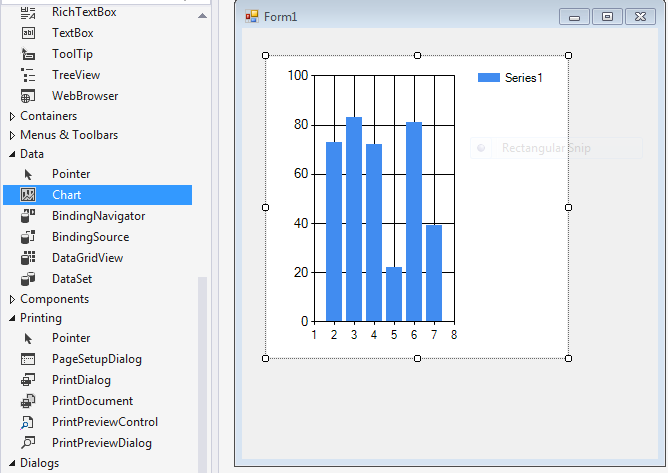 RichTextBox
TextBox
ToolTip
TreeView
WebBrowser
Containers
Menus & Toolbars
Data
Pointer
Chart
BindingNavigator
BindingSource
DataGridView
DataSet
Components
Printing
Pointer
PageSetupDialog
PrintDialog
PrintDocument
PrintPreviewControl
PrintPreviewDialog
Dialogs
Form1
100
80
60
40
20
0
1 2 3 4 5 6 7 8
Series1
Rectangular Snip